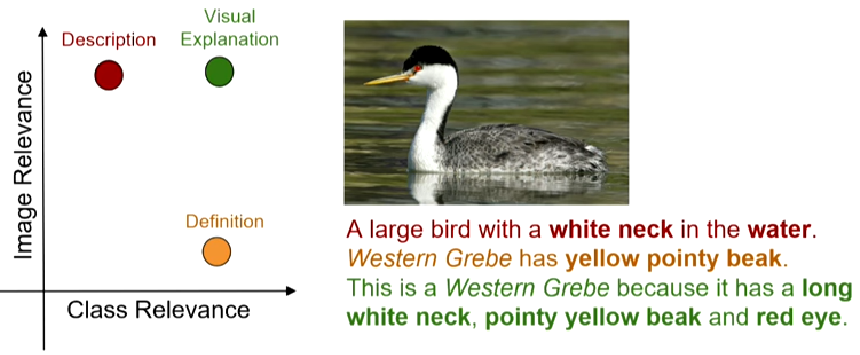 Visual
Description Explanation
Image Relevance
Definition
Class Relevance
A large bird with a white neck in the water.
Western Grebe has yellow pointy beak.
This is a Western Grebe because it has a long
white neck, pointy yellow beak and red eye.